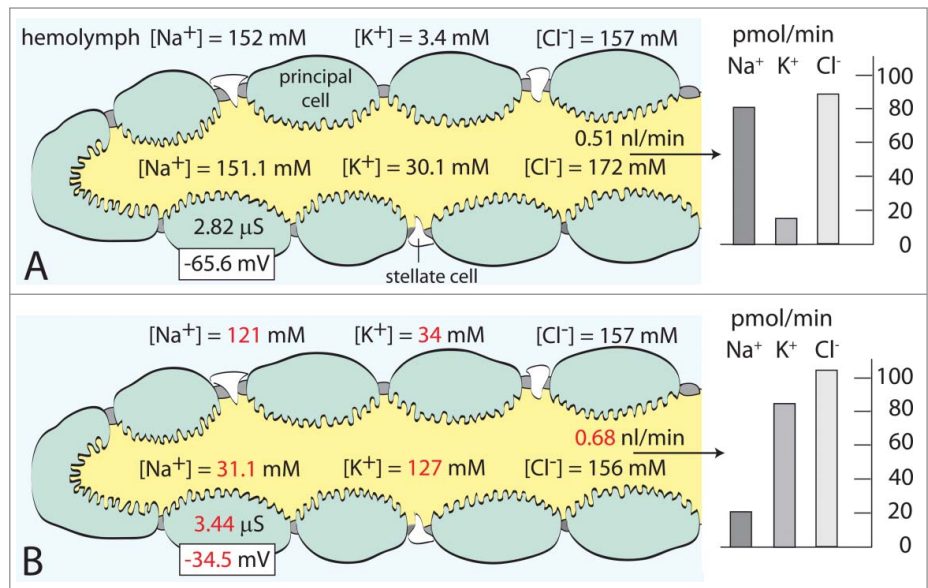 hemolymph [Na⁺] = 152 mM [K⁺] = 3.4 mM [Cl⁻] = 157 mM
pmol/min
Na⁺ K⁺ Cl⁻
principal
cell
100
80
60
40
20
0
0.51 nl/min
[Na⁺] = 151.1 mM [K⁺] = 30.1 mM [Cl⁻] = 172 mM
2.82 µS
-65.6 mV
stellate cell
A
[Na⁺] = 121 mM [K⁺] = 34 mM [Cl⁻] = 157 mM
pmol/min
Na⁺ K⁺ Cl⁻
100
80
60
40
20
0
0.68 nl/min
[Na⁺] = 31.1 mM [K⁺] = 127 mM [Cl⁻] = 156 mM
3.44 µS
-34.5 mV
B